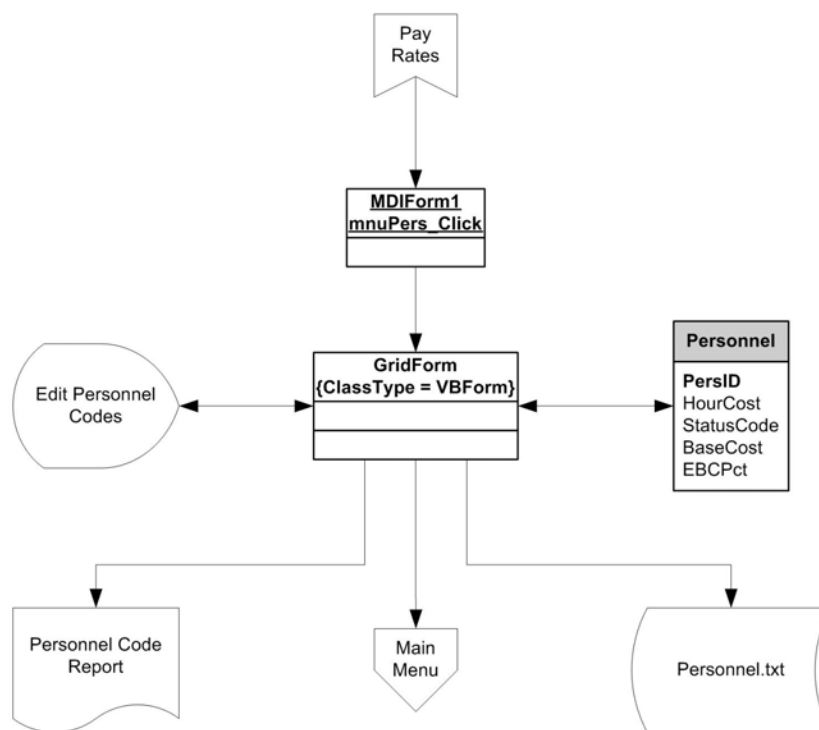 Pay
Rates
MDIForm1
mnuPers_Click
GridForm
{ClassType = VBForm}
Edit Personnel
Codes
Personnel
PersID
HourCost
StatusCode
BaseCost
EBCPct
Personnel Code
Report
Main
Menu
Personnel.txt